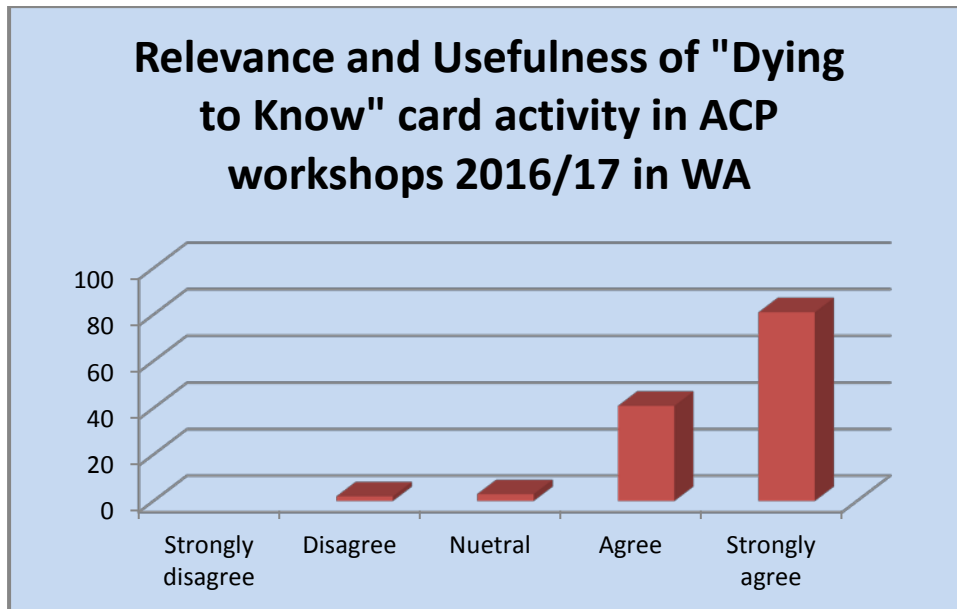 Relevance and Usefulness of "Dying
to Know" card activity in ACP
workshops 2016/17 in WA
100
80
60
40
20
0
Strongly
disagree
Disagree
Nuetral
Agree
Strongly
agree